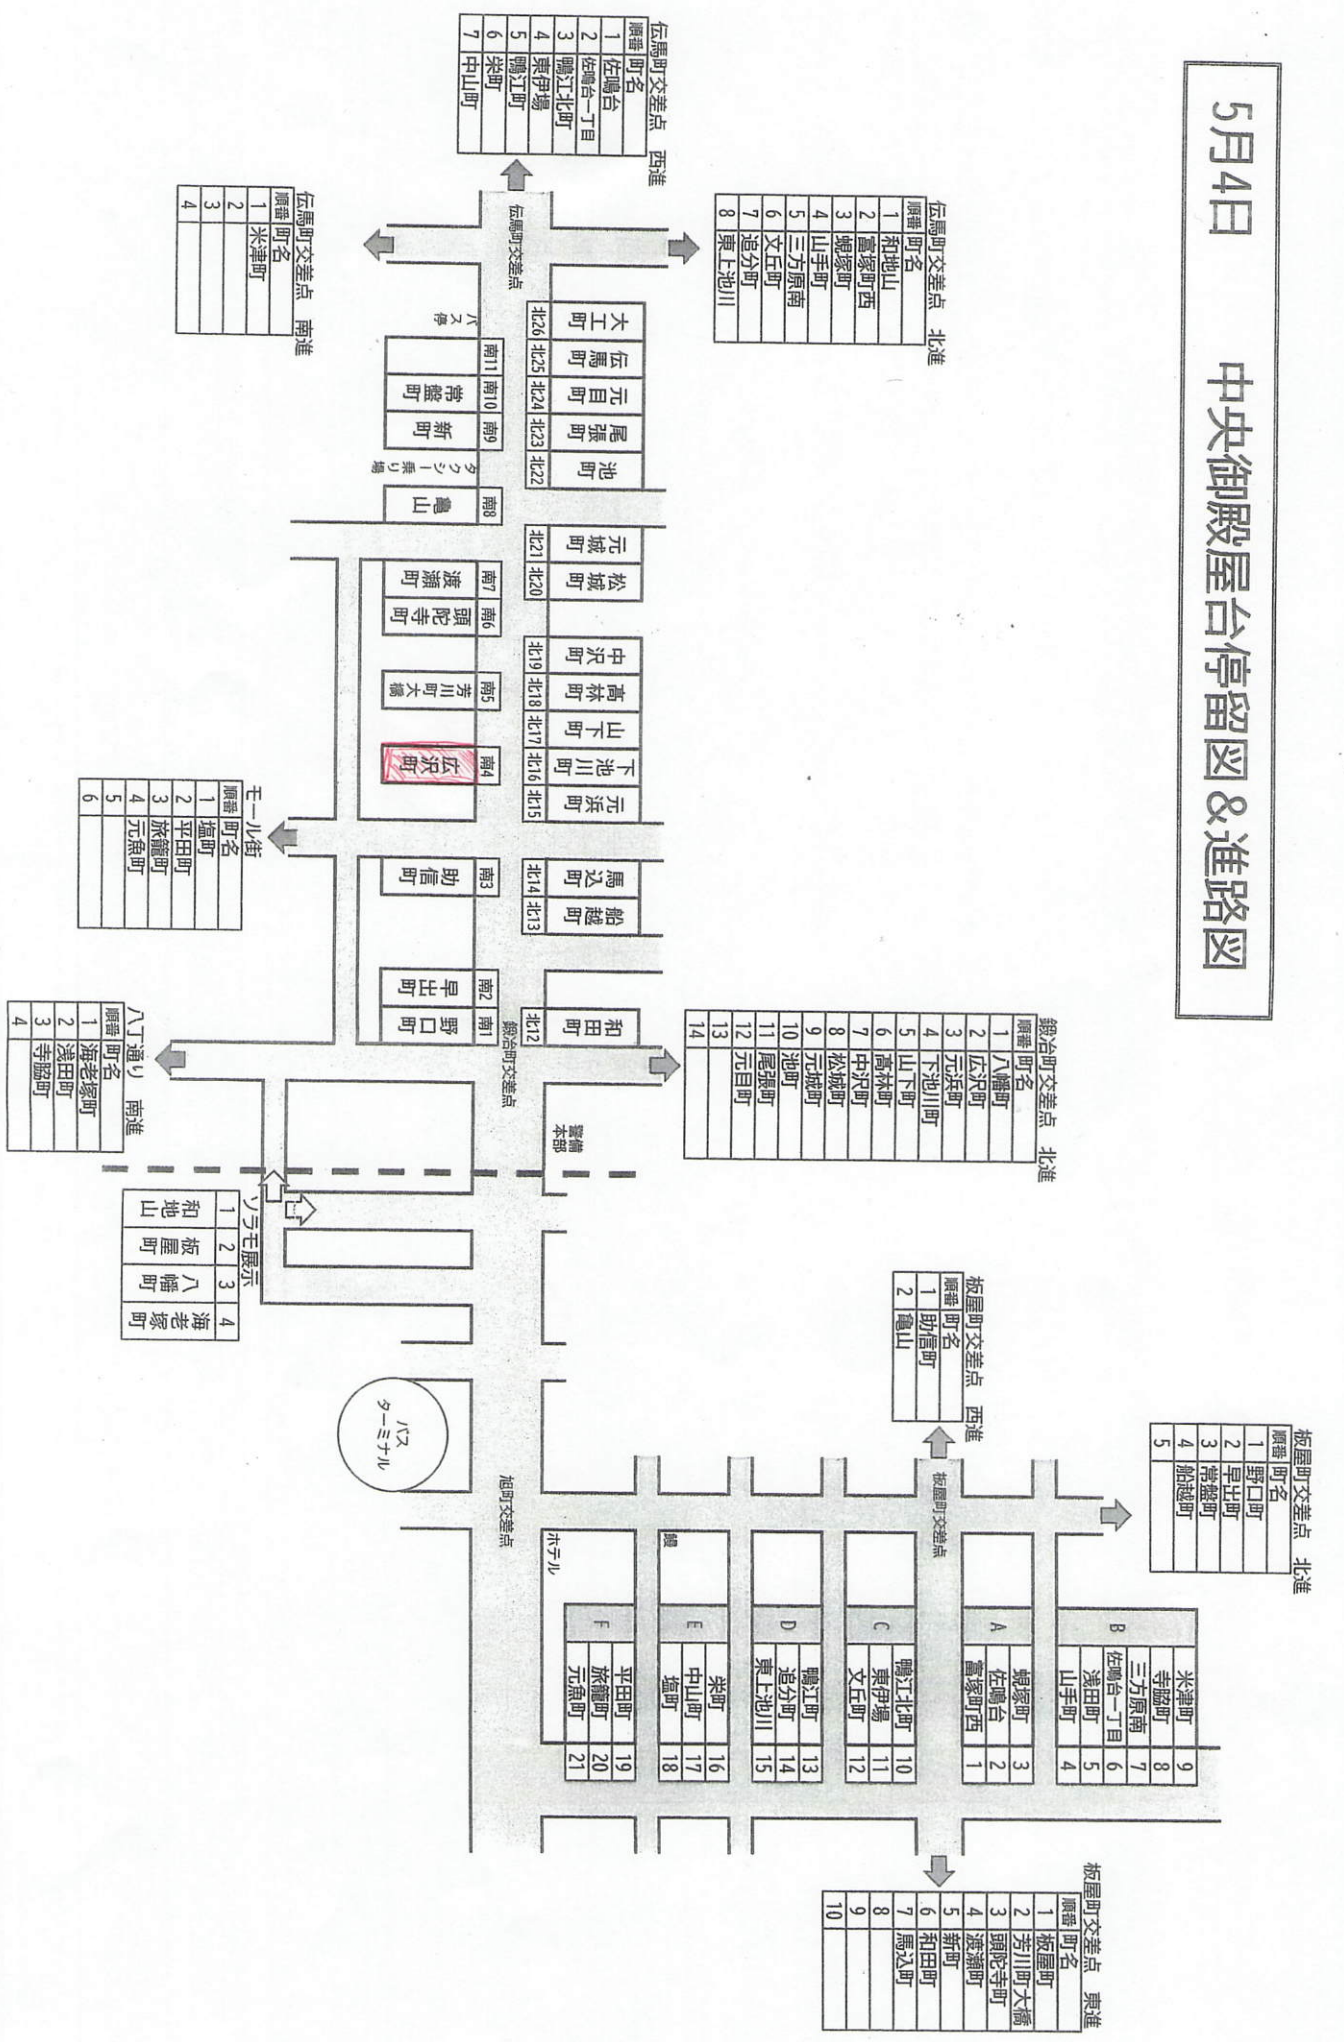 5月4日 中央御殿屋台停留図＆進路図
伝馬町交差点 西進
順番 町名
1 佐鳴台
2 佐鳴台一丁目
3 鴨江北町
4 東伊場
5 鴨江町
6 栄町
7 中山町
伝馬町交差点 北進
順番 町名
1 和地山
2 富塚町西
3 蜆塚町
4 山手町
5 三方原南
6 文丘町
7 追分町
8 東上池川
伝馬町交差点 南進
順番 町名
1 米津町
2
3
4
伝馬町交差点
大工町 北26
伝馬町 北25
元目町 北24
尾張町 北23
池町 北22
元城町 北21
松城町 北20
中沢町 北19
高林町 北18
山下町 北17
下池川町 北16
元浜町 北15
馬込町 北14
船越町 北13
和田町 北12
バス停
南11
南10 常盤町
南9 新町
タクシー乗り場
南8 亀山
南7 渡瀬町
南6 頭陀寺町
南5 芳川町大橋
南4 広沢町
南3 助信町
南2 早出町
南1 野口町
鍛冶町交差点
モール街
順番 町名
1 塩町
2 平田町
3 旅籠町
4 元魚町
5
6
鍛冶町交差点 北進
順番 町名
1 八幡町
2 広沢町
3 元浜町
4 下池川町
5 山下町
6 高林町
7 中沢町
8 松城町
9 元城町
10 池町
11 尾張町
12 元目町
13
14
八丁通り 南進
順番 町名
1 海老塚町
2 浅田町
3 寺脇町
4
警備本部
ソラモ展示
1 和地山
2 板屋町
3 八幡町
4 海老塚町
バスターミナル
旭町交差点
ホテル
鰻
板屋町交差点
板屋町交差点 西進
順番 町名
1 助信町
2 亀山
板屋町交差点 北進
順番 町名
1 野口町
2 早出町
3 常盤町
4 船越町
5
B
米津町 9
寺脇町 8
三方原南 7
佐鳴台一丁目 6
浅田町 5
山手町 4
A
蜆塚町 3
佐鳴台 2
富塚町西 1
C
鴨江北町 10
東伊場 11
文丘町 12
D
鴨江町 13
追分町 14
東上池川 15
E
栄町 16
中山町 17
塩町 18
F
平田町 19
旅籠町 20
元魚町 21
板屋町交差点 東進
順番 町名
1 板屋町
2 芳川町大橋
3 頭陀寺町
4 渡瀬町
5 新町
6 和田町
7 馬込町
8
9
10